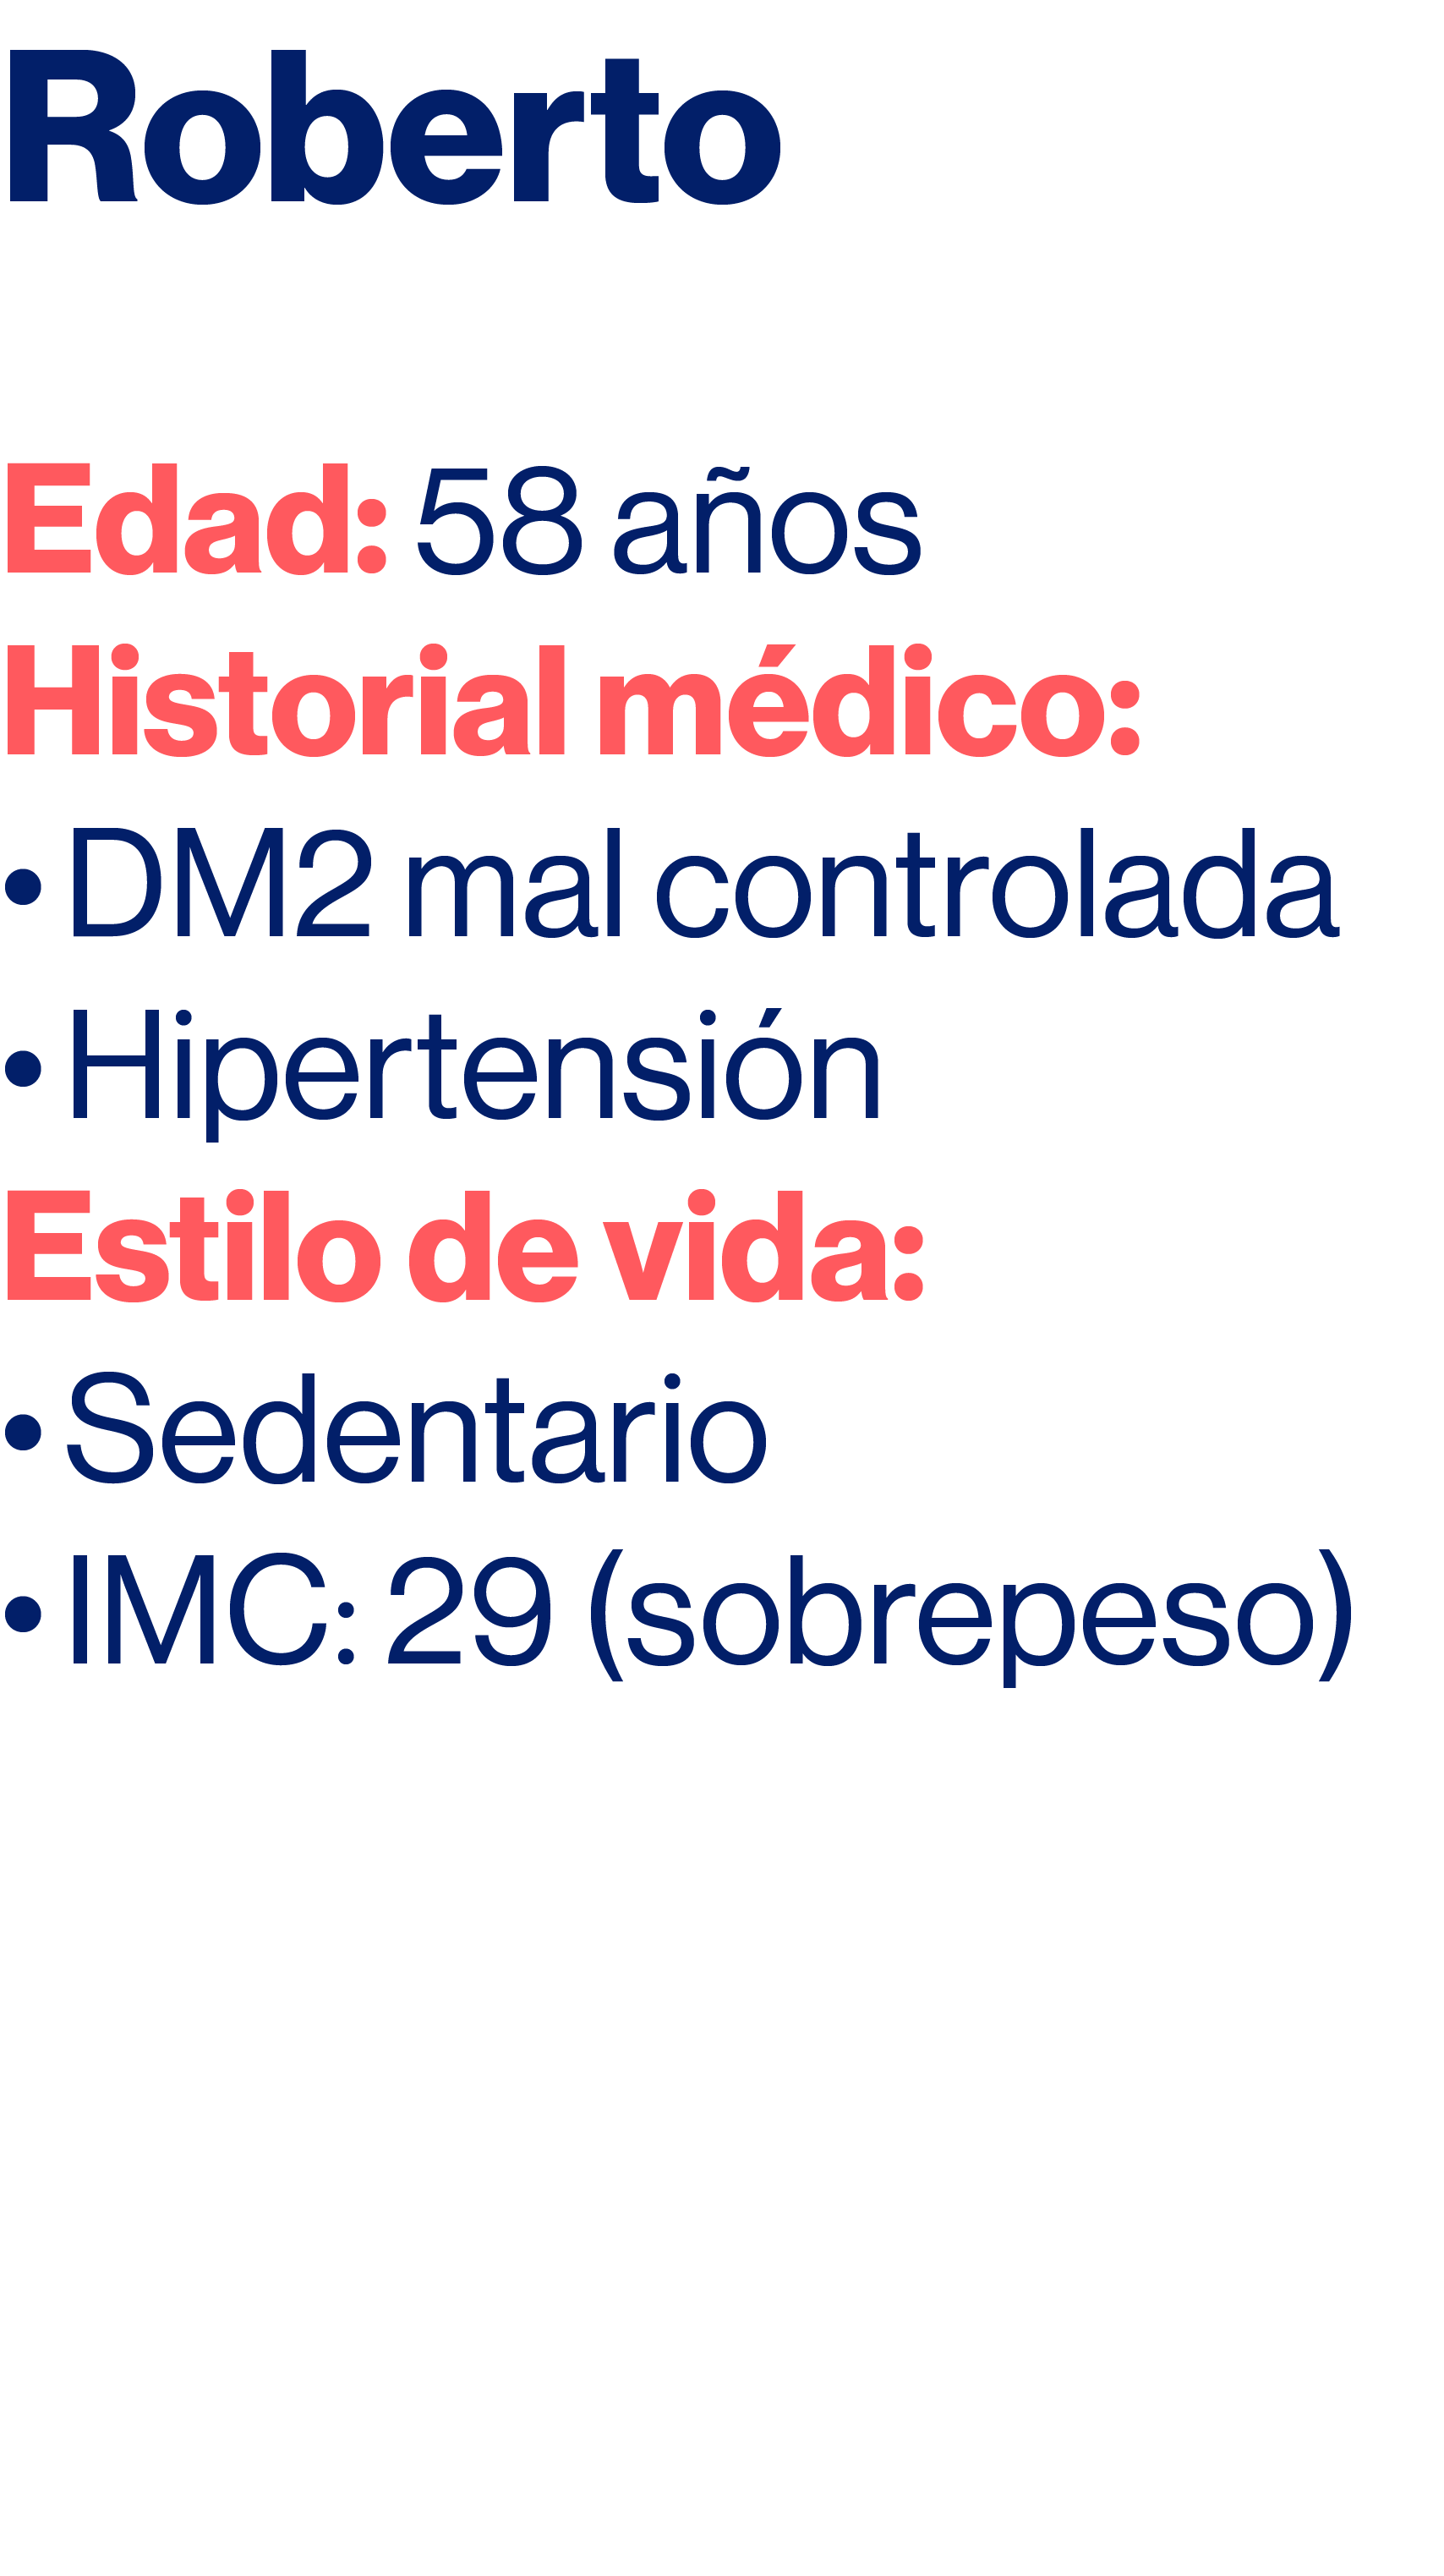 Roberto
Edad: 58 años
Historial médico:
• DM2 mal controlada
• Hipertensión
Estilo de vida:
• Sedentario
• IMC: 29 (sobrepeso)